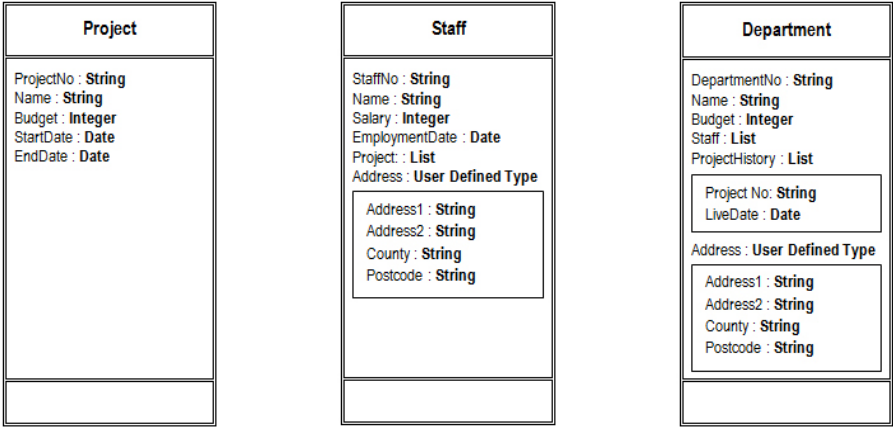 Project
ProjectNo : String
Name : String
Budget : Integer
StartDate : Date
EndDate : Date
Staff
StaffNo : String
Name : String
Salary : Integer
EmploymentDate : Date
Project: : List
Address : User Defined Type
Address1 : String
Address2 : String
County : String
Postcode : String
Department
DepartmentNo : String
Name : String
Budget : Integer
Staff : List
ProjectHistory : List
Project No: String
LiveDate : Date
Address : User Defined Type
Address1 : String
Address2 : String
County : String
Postcode : String